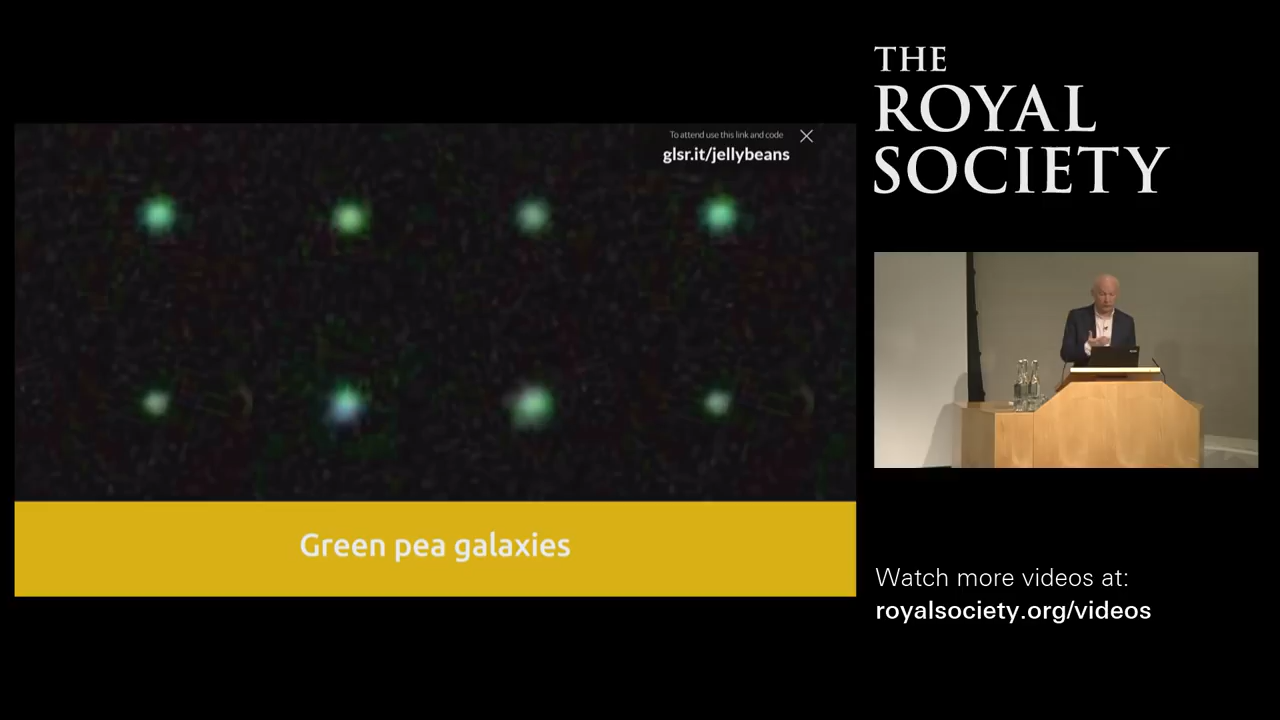 To attend use this link and code
glsr.it/jellybeans
Green pea galaxies
THE
ROYAL
SOCIETY
Watch more videos at:
royalsociety.org/videos